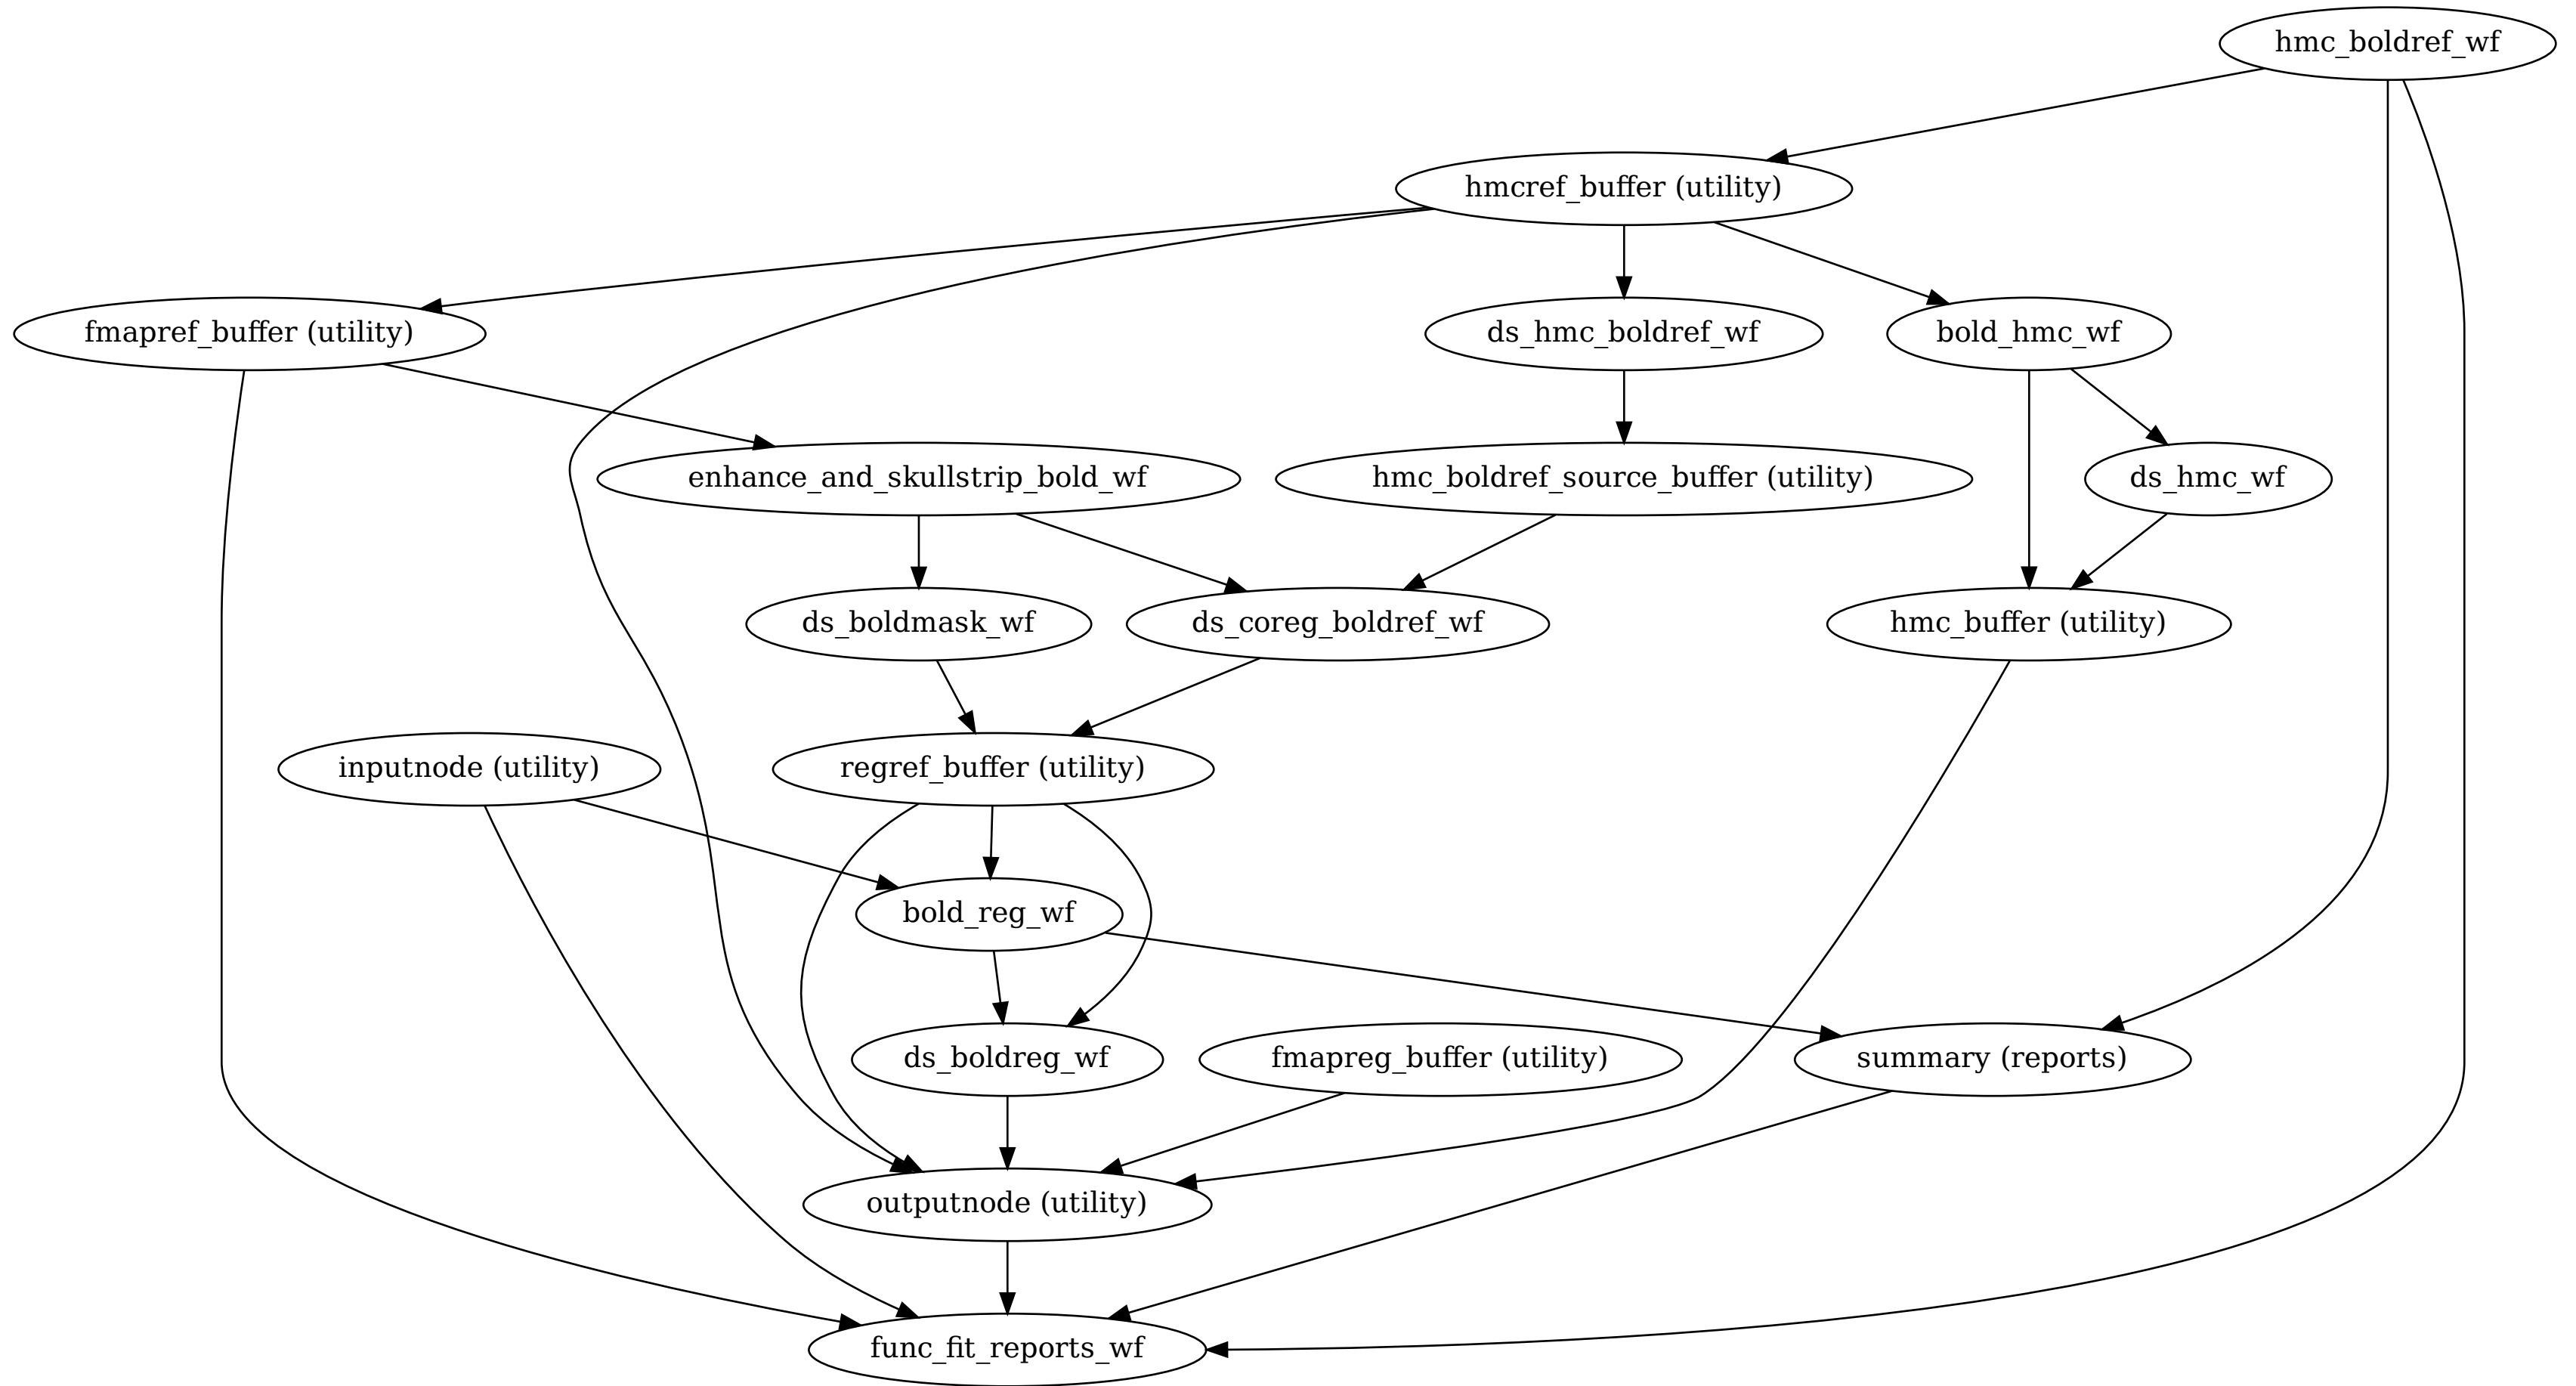 hmc_boldref_wf
hmcref_buffer (utility)
fmapref_buffer (utility)
ds_hmc_boldref_wf
bold_hmc_wf
enhance_and_skullstrip_bold_wf
hmc_boldref_source_buffer (utility)
ds_hmc_wf
ds_boldmask_wf
ds_coreg_boldref_wf
hmc_buffer (utility)
inputnode (utility)
regref_buffer (utility)
bold_reg_wf
ds_boldreg_wf
fmapreg_buffer (utility)
summary (reports)
outputnode (utility)
func_fit_reports_wf